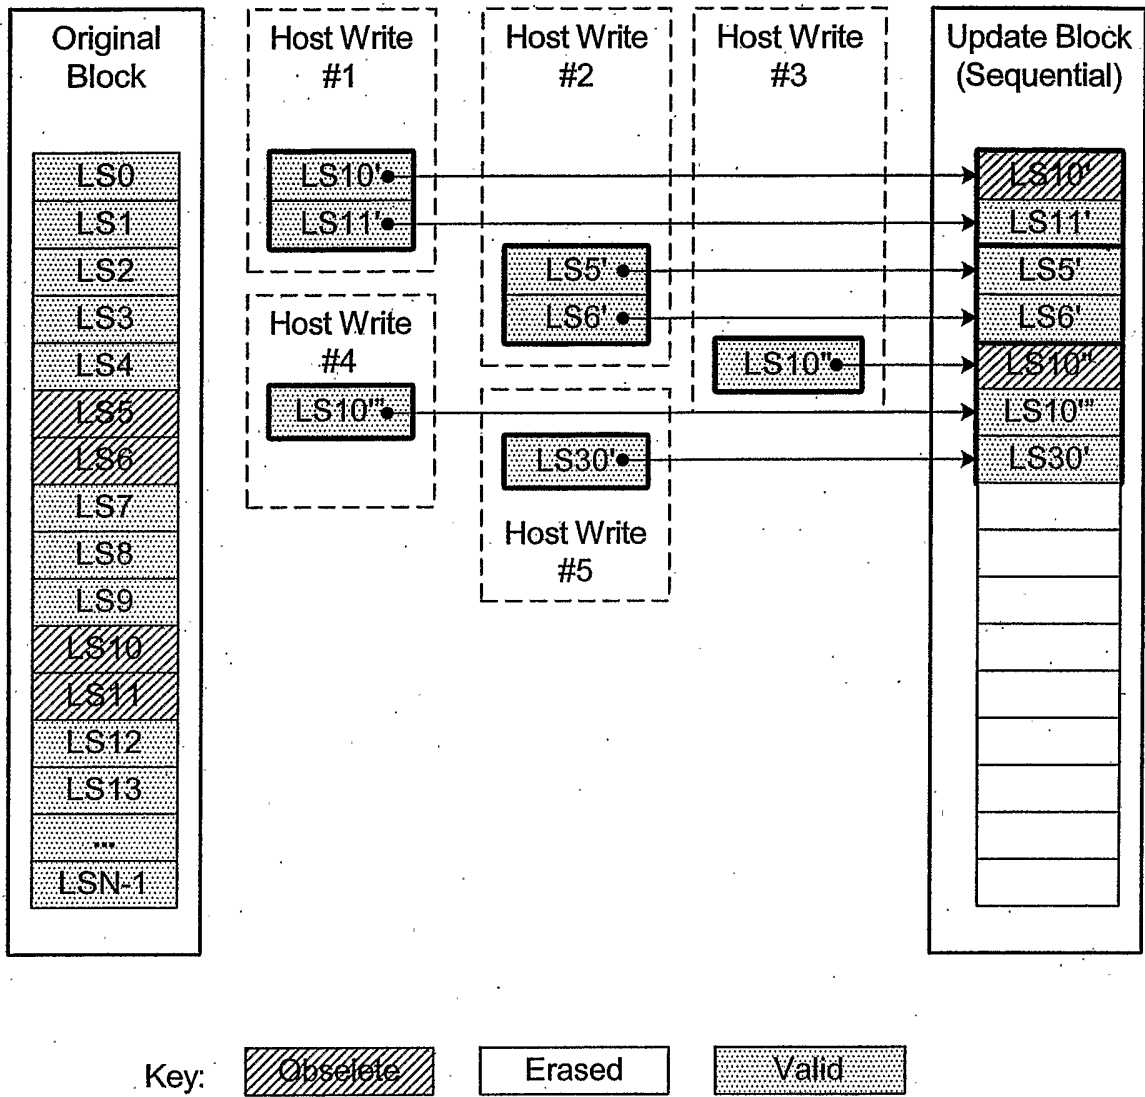 Original
Block
LS0
LS1
LS2
LS3
LS4
LS5
LS6
LS7
LS8
LS9
LS10
LS11
LS12
LS13
...
LSN-1
Host Write
#1
LS10'
LS11'
Host Write
#4
LS10'''
Host Write
#2
LS5'
LS6'
LS30'
Host Write
#5
Host Write
#3
LS10''
Update Block
(Sequential)
LS10'
LS11'
LS5'
LS6'
LS10''
LS10'''
LS30'
Key:
Obselete
Erased
Valid